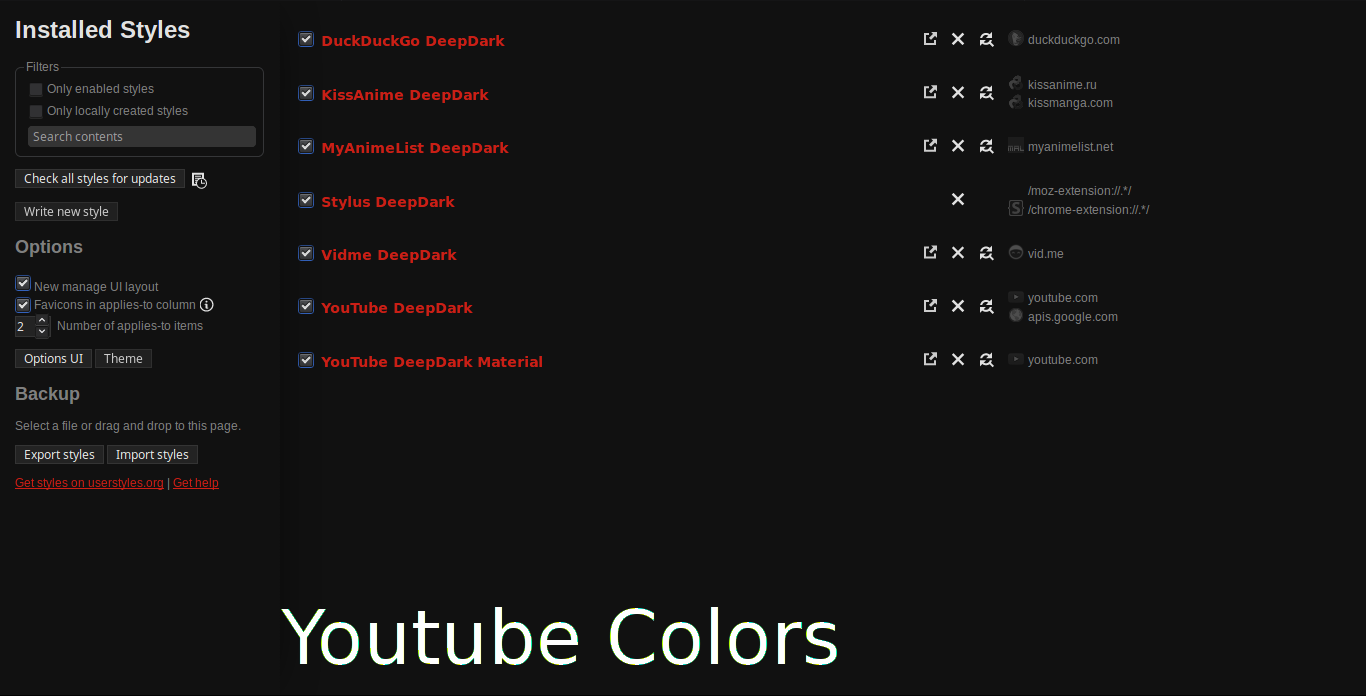 Installed Styles
Filters
Only enabled styles
Only locally created styles
Search contents
Check all styles for updates
Write new style
Options
New manage UI layout
Favicons in applies-to column
2 Number of applies-to items
Options UI Theme
Backup
Select a file or drag and drop to this page.
Export styles Import styles
Get styles on userstyles.org | Get help
DuckDuckGo DeepDark
duckduckgo.com
KissAnime DeepDark
kissanime.ru
kissmanga.com
MyAnimeList DeepDark
MAL myanimelist.net
Stylus DeepDark
/moz-extension://.*/
S /chrome-extension://.*/
Vidme DeepDark
vid.me
YouTube DeepDark
youtube.com
apis.google.com
YouTube DeepDark Material
youtube.com
Youtube Colors